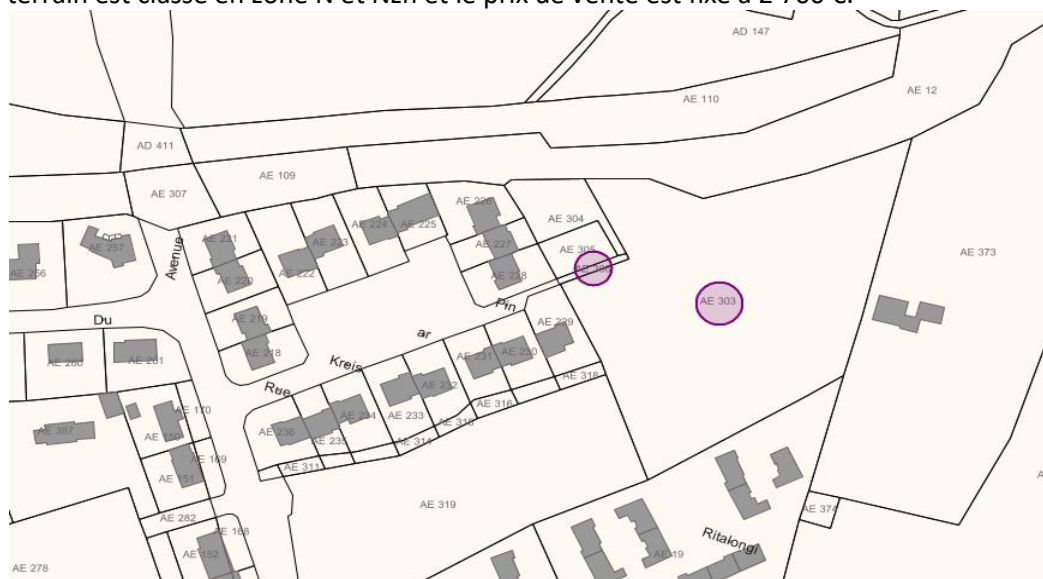 terrain est classé en zone N et NLh et le prix de vente est fixé à 2 700 €.
AD 147
AE 110
AE 12
AD 411
AE 109
AE 307
AE 226
AE 304
AE 225
AE 224
AE 257
AE 221
AE 223
AE 227
AE 305
AE 373
AE 256
Avenue
AE 222
AE 228
AE 220
AE 303
Pin
Du
AE 219
ar
AE 229
AE 218
AE 260
AE 261
Kreis
AE 231
AE 230
Rue
AE 318
AE 232
AE 170
AE 316
AE 234
AE 233
AE 387
AE 150
AE 236
AE 315
AE 235
AE 314
AE 169
AE 311
AE 151
AE 319
AE 374
AE 282
AE 168
Ritalongi
AE 152
AE 278